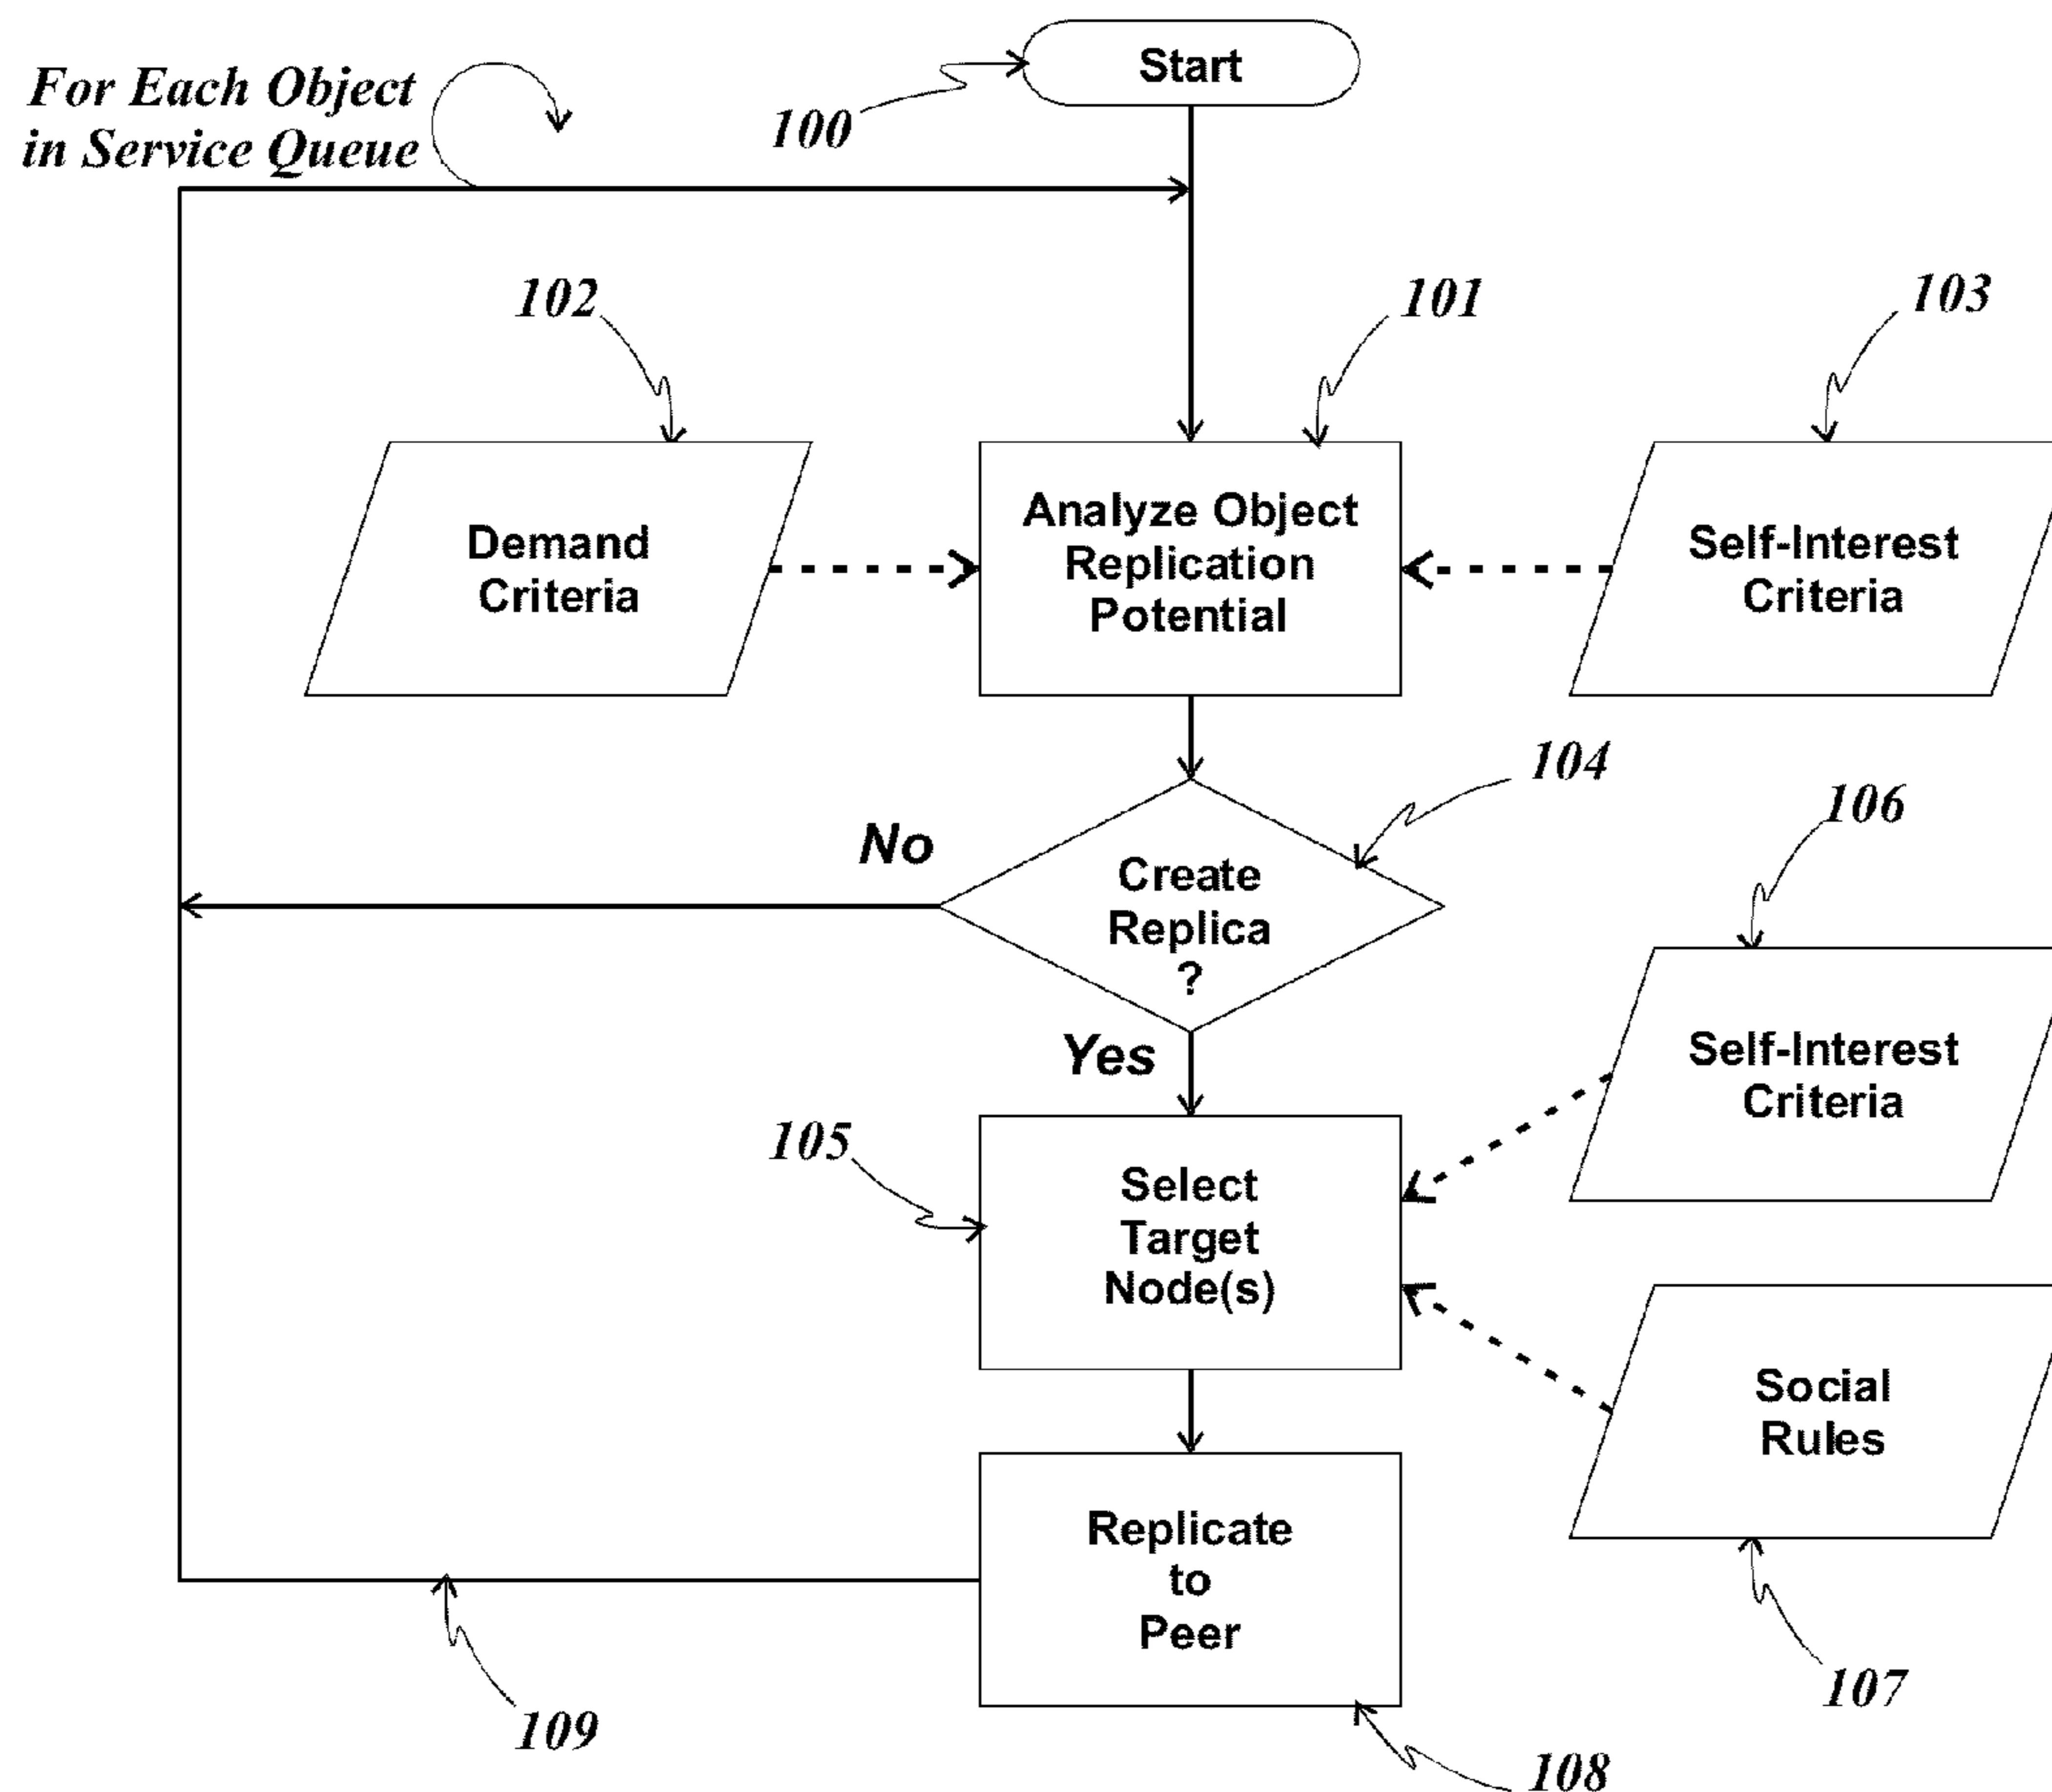 Start
For Each Object
in Service Queue
100
102
101
103
Demand
Criteria
Analyze Object
Replication
Potential
Self-Interest
Criteria
104
106
No
Create
Replica
?
Yes
Self-Interest
Criteria
105
Select
Target
Node(s)
Social
Rules
Replicate
to
Peer
107
109
108